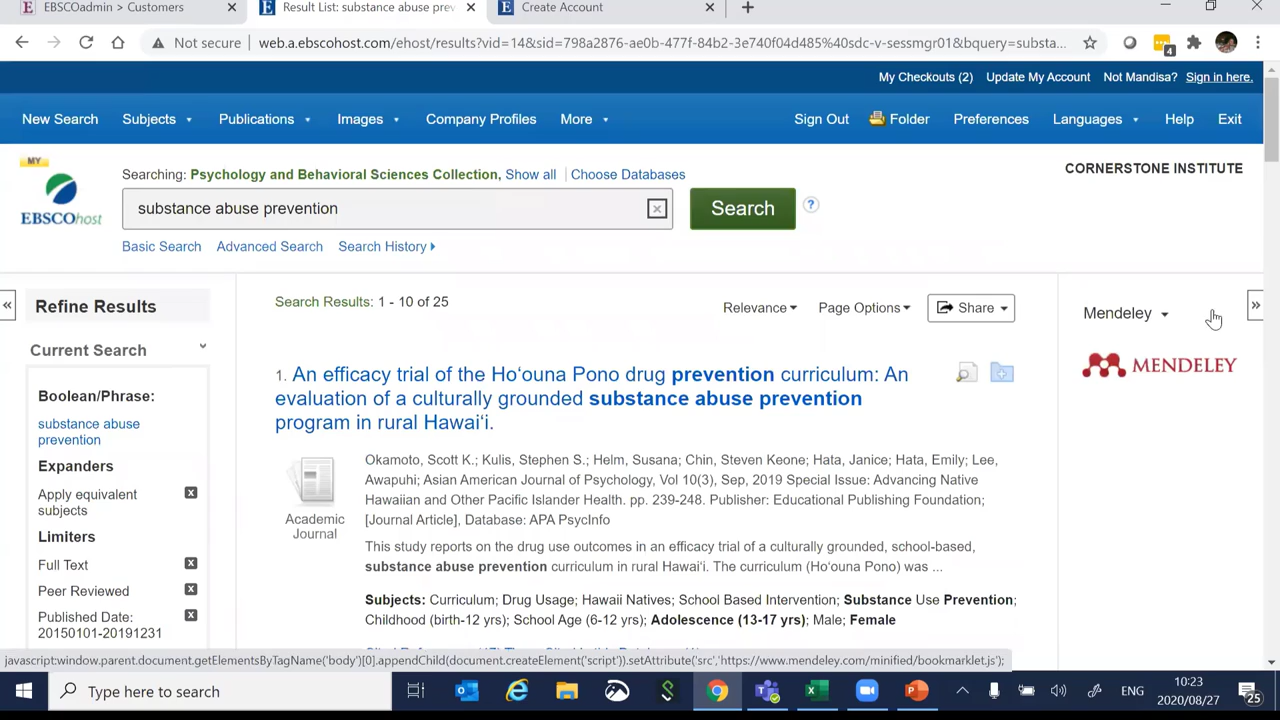 EBSCOadmin > Customers
Result List: substance abuse prev
Create Account
Not secure
web.a.ebscohost.com/ehost/results?vid=14&sid=798a2876-ae0b-477f-84b2-3e740f04d485%40sdc-v-sessmgr01&bquery=substa...
4
My Checkouts (2) Update My Account Not Mandisa? Sign in here.
New Search Subjects Publications Images Company Profiles More Sign Out Folder Preferences Languages Help Exit
MY
EBSCOhost
Searching: Psychology and Behavioral Sciences Collection, Show all | Choose Databases
CORNERSTONE INSTITUTE
substance abuse prevention
Search
?
Basic Search Advanced Search Search History
«
Refine Results
Search Results: 1 - 10 of 25
Relevance Page Options Share
Mendeley
»
MENDELEY
Current Search
Boolean/Phrase:
substance abuse
prevention
Expanders
Apply equivalent
subjects
Limiters
Full Text
Peer Reviewed
Published Date:
20150101-20191231
1. An efficacy trial of the Ho‘ouna Pono drug prevention curriculum: An
evaluation of a culturally grounded substance abuse prevention
program in rural Hawai‘i.
Academic
Journal
Okamoto, Scott K.; Kulis, Stephen S.; Helm, Susana; Chin, Steven Keone; Hata, Janice; Hata, Emily; Lee,
Awapuhi; Asian American Journal of Psychology, Vol 10(3), Sep, 2019 Special Issue: Advancing Native
Hawaiian and Other Pacific Islander Health. pp. 239-248. Publisher: Educational Publishing Foundation;
[Journal Article], Database: APA PsycInfo
This study reports on the drug use outcomes in an efficacy trial of a culturally grounded, school-based,
substance abuse prevention curriculum in rural Hawai‘i. The curriculum (Ho‘ouna Pono) was ...
Subjects: Curriculum; Drug Usage; Hawaii Natives; School Based Intervention; Substance Use Prevention;
Childhood (birth-12 yrs); School Age (6-12 yrs); Adolescence (13-17 yrs); Male; Female
javascript:window.parent.document.getElementsByTagName('body')[0].appendChild(document.createElement('script')).setAttribute('src','https://www.mendeley.com/minified/bookmarklet.js');
Type here to search
ENG
10:23
2020/08/27
25